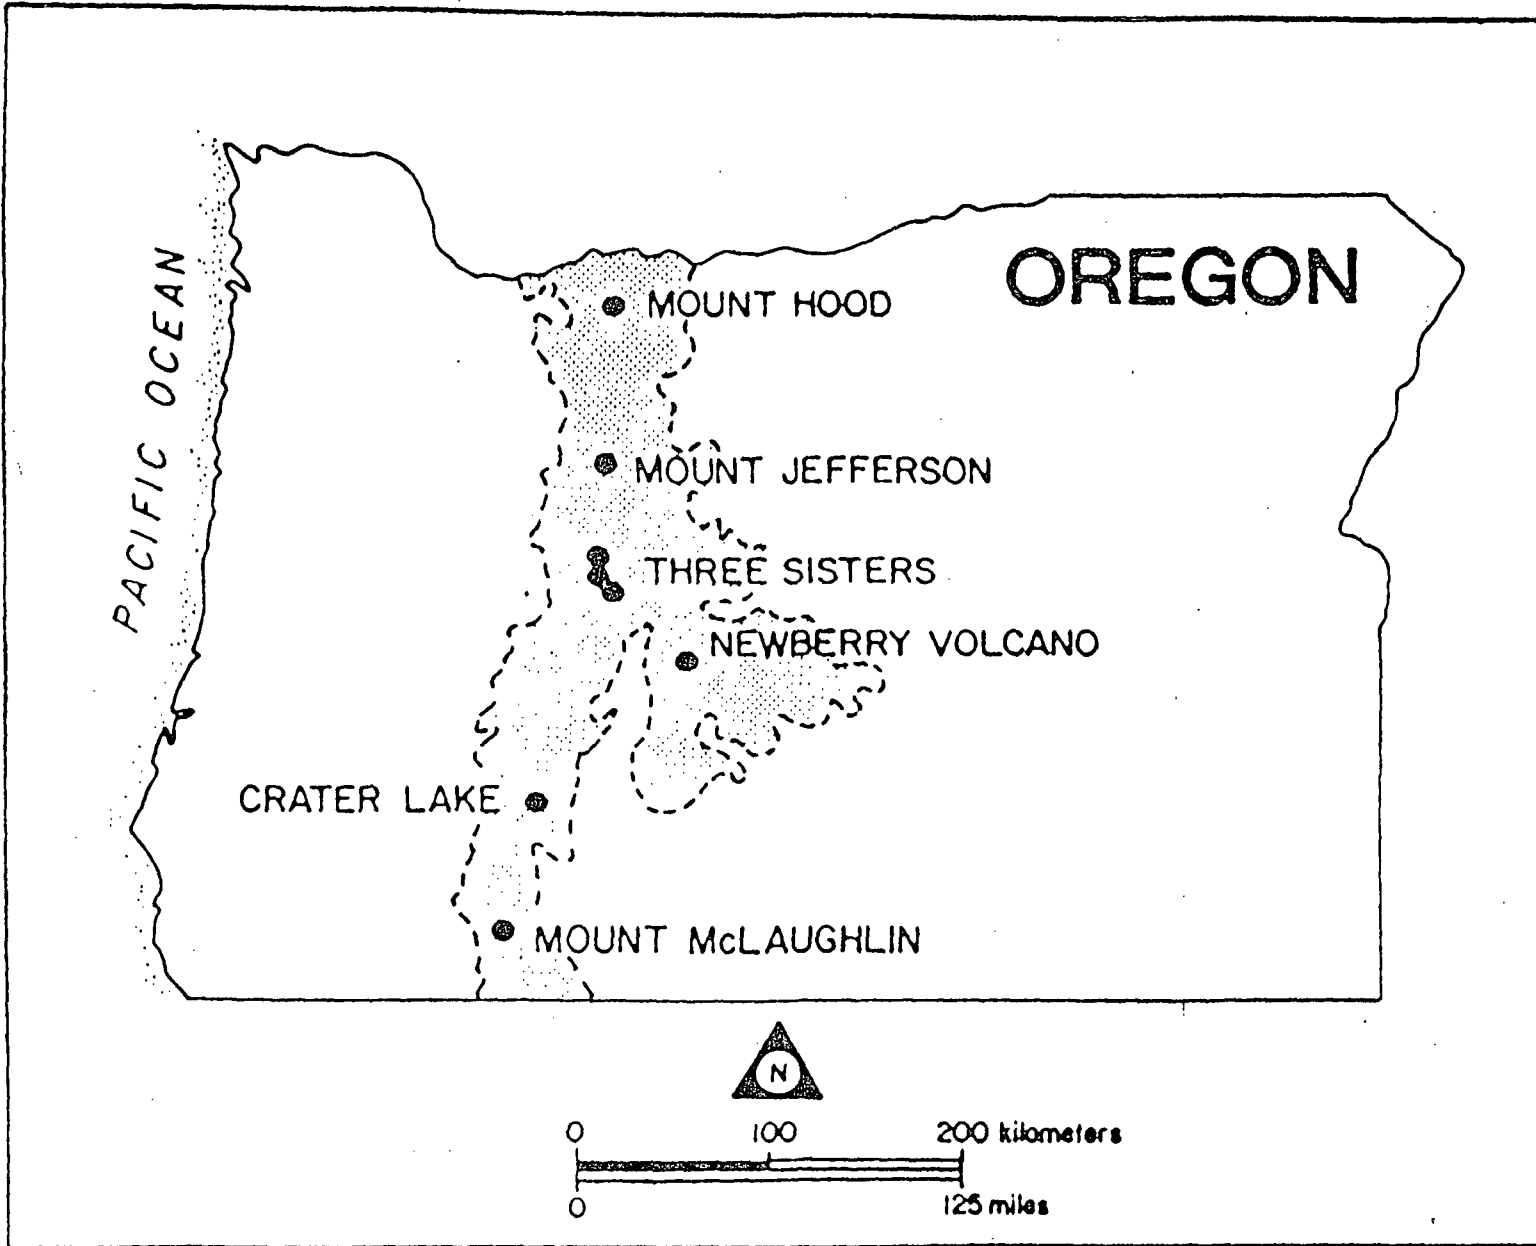 OREGON
PACIFIC OCEAN
MOUNT HOOD
MOUNT JEFFERSON
THREE SISTERS
NEWBERRY VOLCANO
CRATER LAKE
MOUNT McLAUGHLIN
N
0 100 200 kilometers
0 125 miles